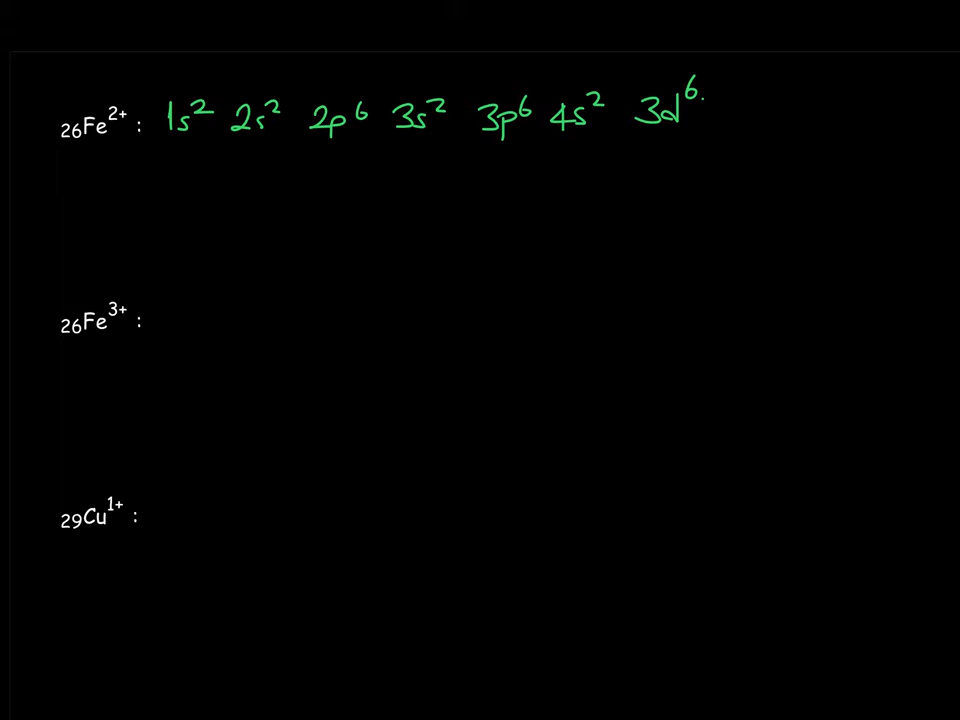 ₂₆Fe²⁺ : 1s² 2s² 2p⁶ 3s² 3p⁶ 4s² 3d⁶.
₂₆Fe³⁺ :
₂₉Cu¹⁺ :